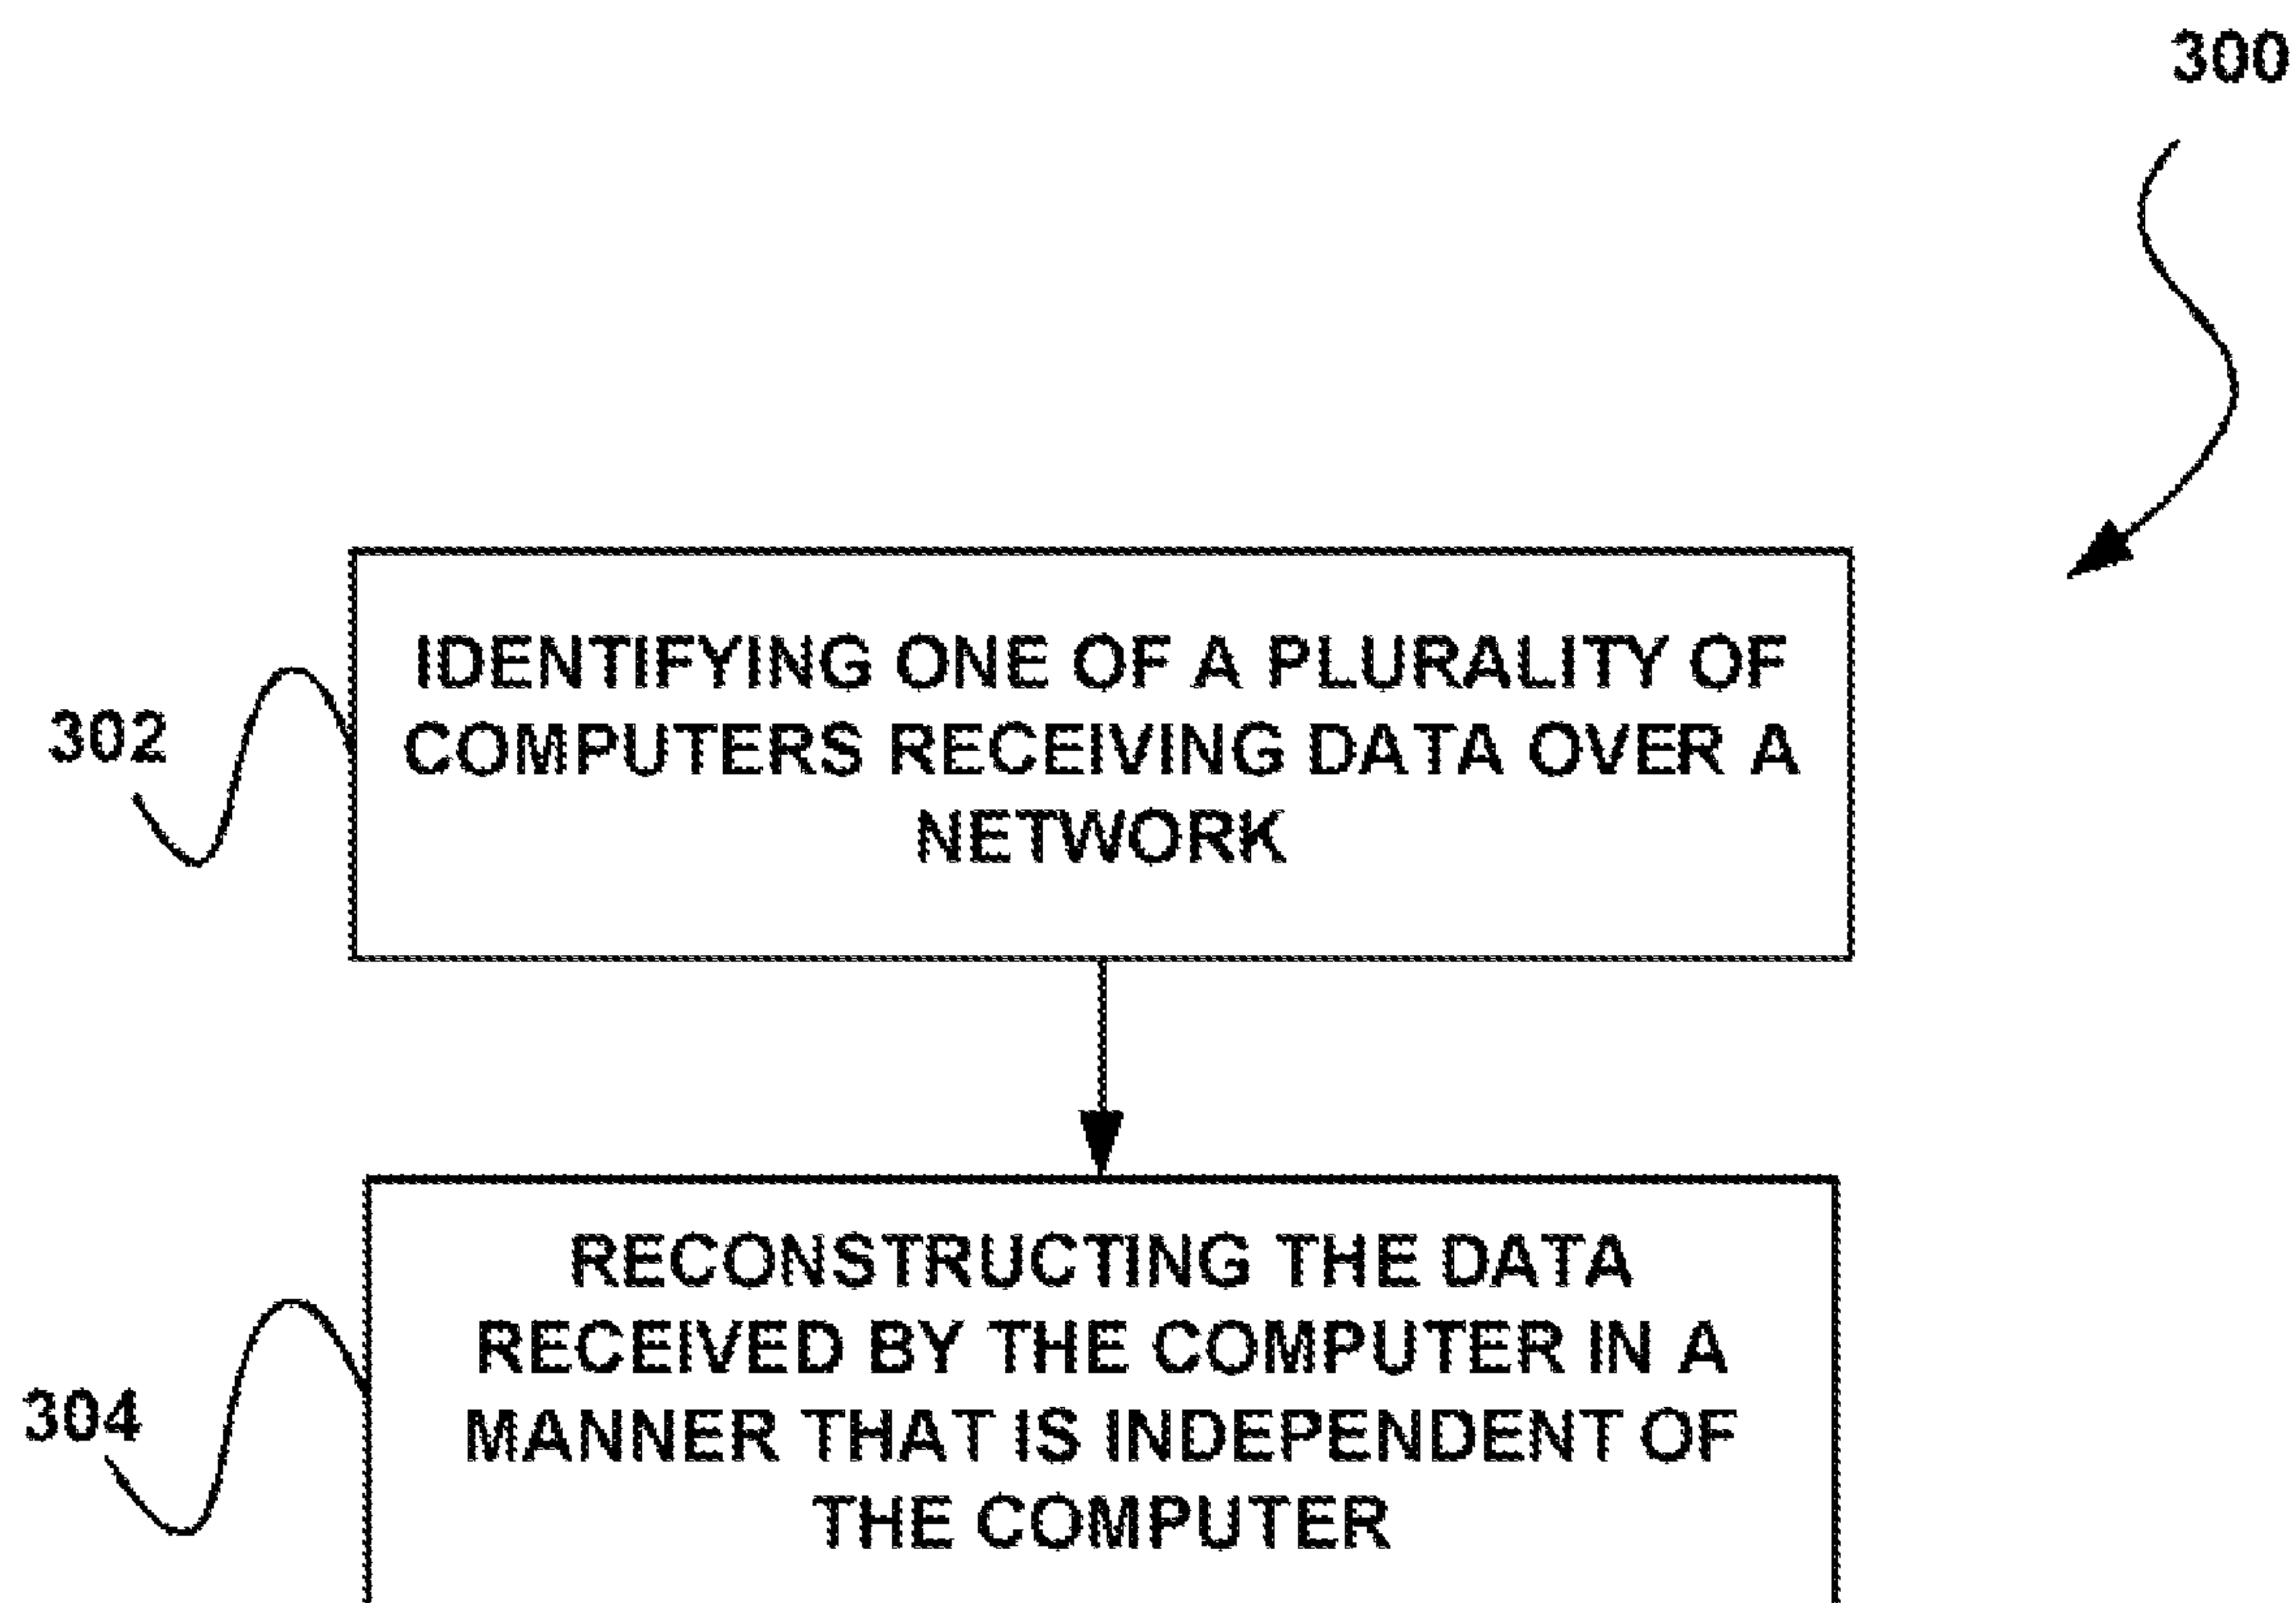 300
302
IDENTIFYING ONE OF A PLURALITY OF
COMPUTERS RECEIVING DATA OVER A
NETWORK
304
RECONSTRUCTING THE DATA
RECEIVED BY THE COMPUTER IN A
MANNER THAT IS INDEPENDENT OF
THE COMPUTER